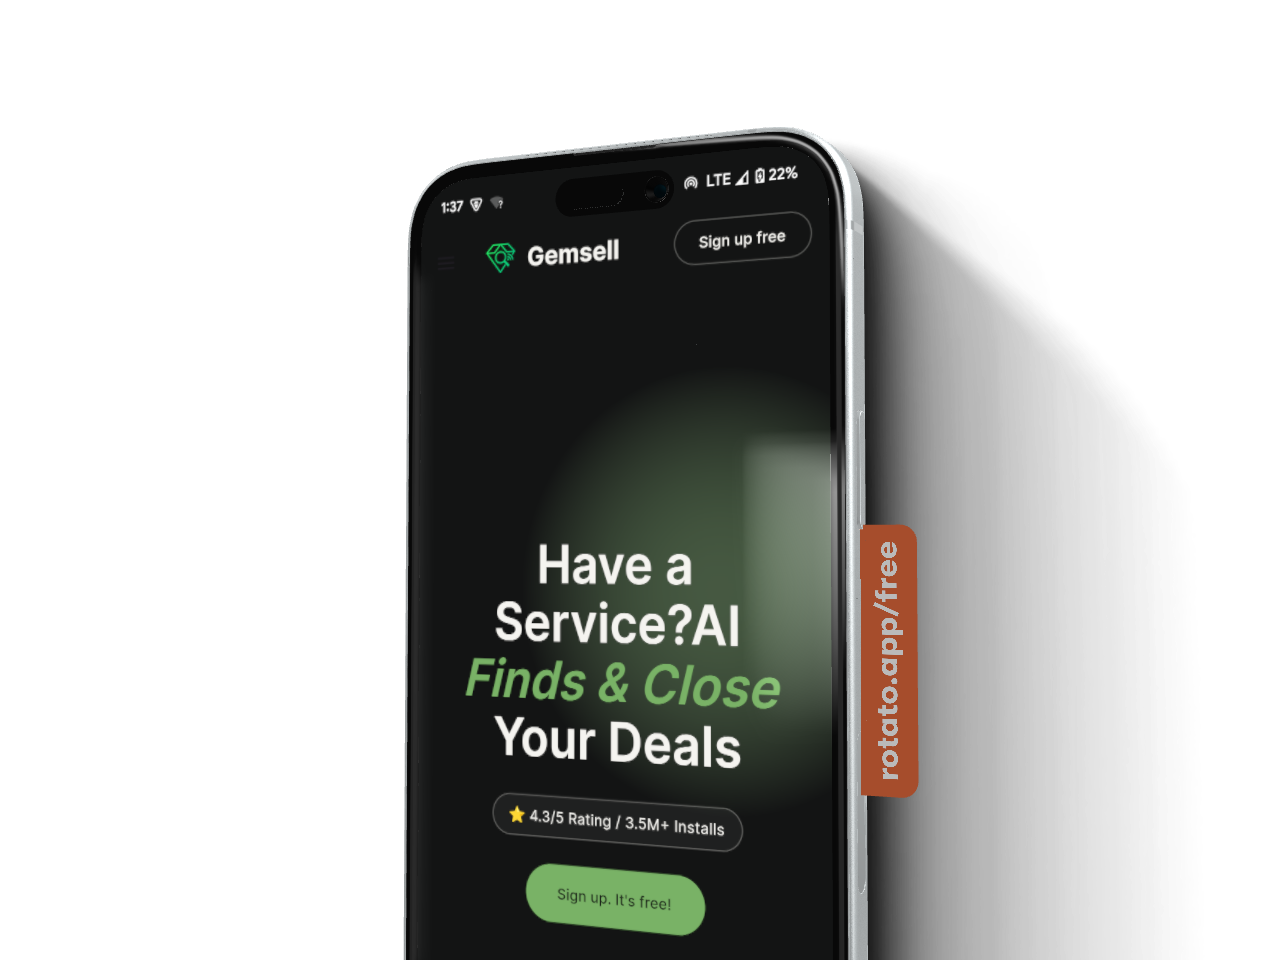 1:37
LTE 22%
Gemsell
Sign up free
Have a
Service?AI
Finds & Close
Your Deals
⭐ 4.3/5 Rating / 3.5M+ Installs
Sign up. It's free!
rotato.app/free